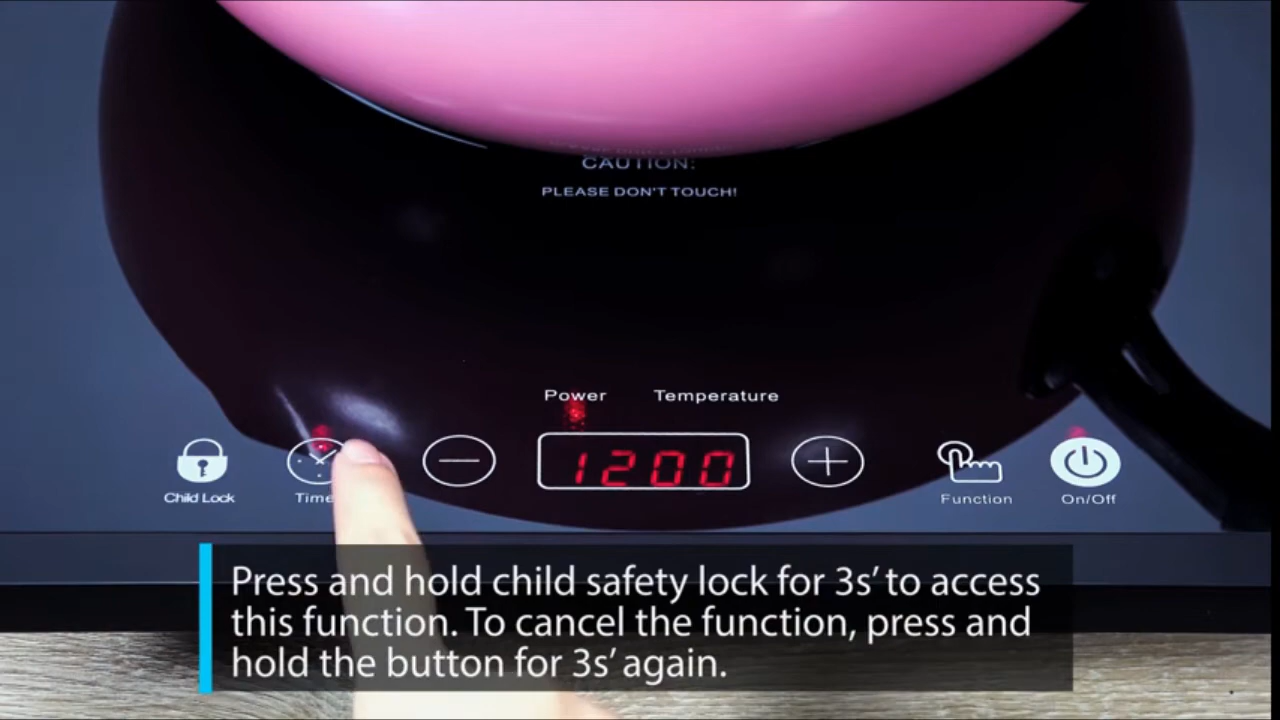 CAUTION:
PLEASE DON'T TOUCH!
Power Temperature
1200
Child Lock Time Function On/Off
Press and hold child safety lock for 3s' to access
this function. To cancel the function, press and
hold the button for 3s' again.